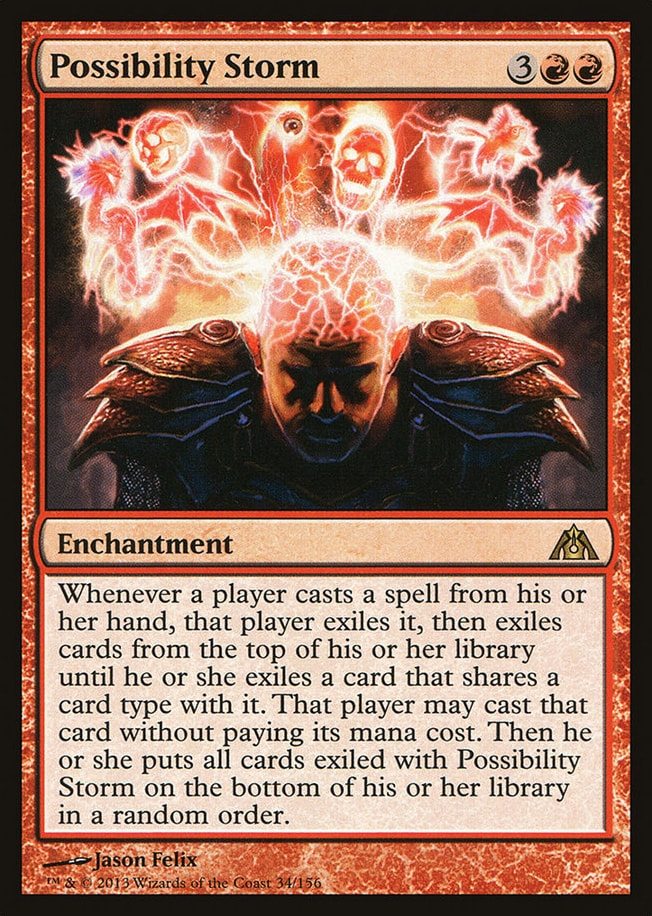 Possibility Storm 3
Enchantment
Whenever a player casts a spell from his or
her hand, that player exiles it, then exiles
cards from the top of his or her library
until he or she exiles a card that shares a
card type with it. That player may cast that
card without paying its mana cost. Then he
or she puts all cards exiled with Possibility
Storm on the bottom of his or her library
in a random order.
Jason Felix
™ & © 2013 Wizards of the Coast 34/156